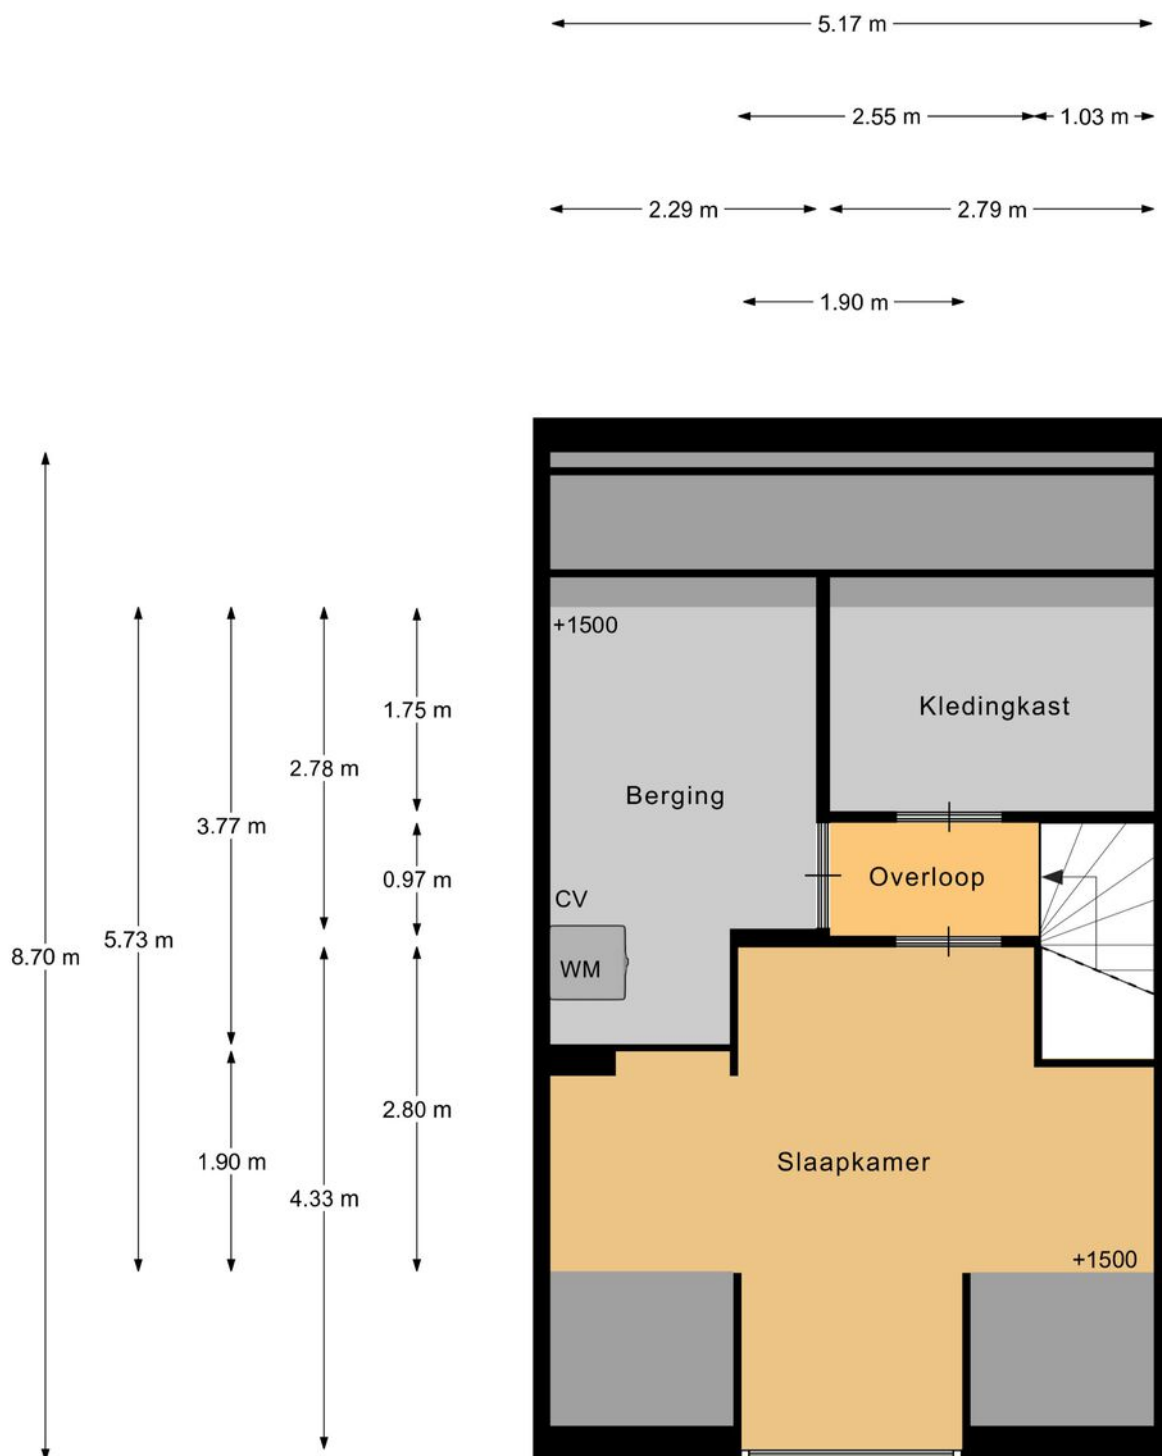 5.17 m
2.55 m
1.03 m
2.29 m
2.79 m
1.90 m
+1500
1.75 m
Kledingkast
2.78 m
Berging
3.77 m
0.97 m
Overloop
CV
5.73 m
8.70 m
WM
2.80 m
1.90 m
Slaapkamer
4.33 m
+1500